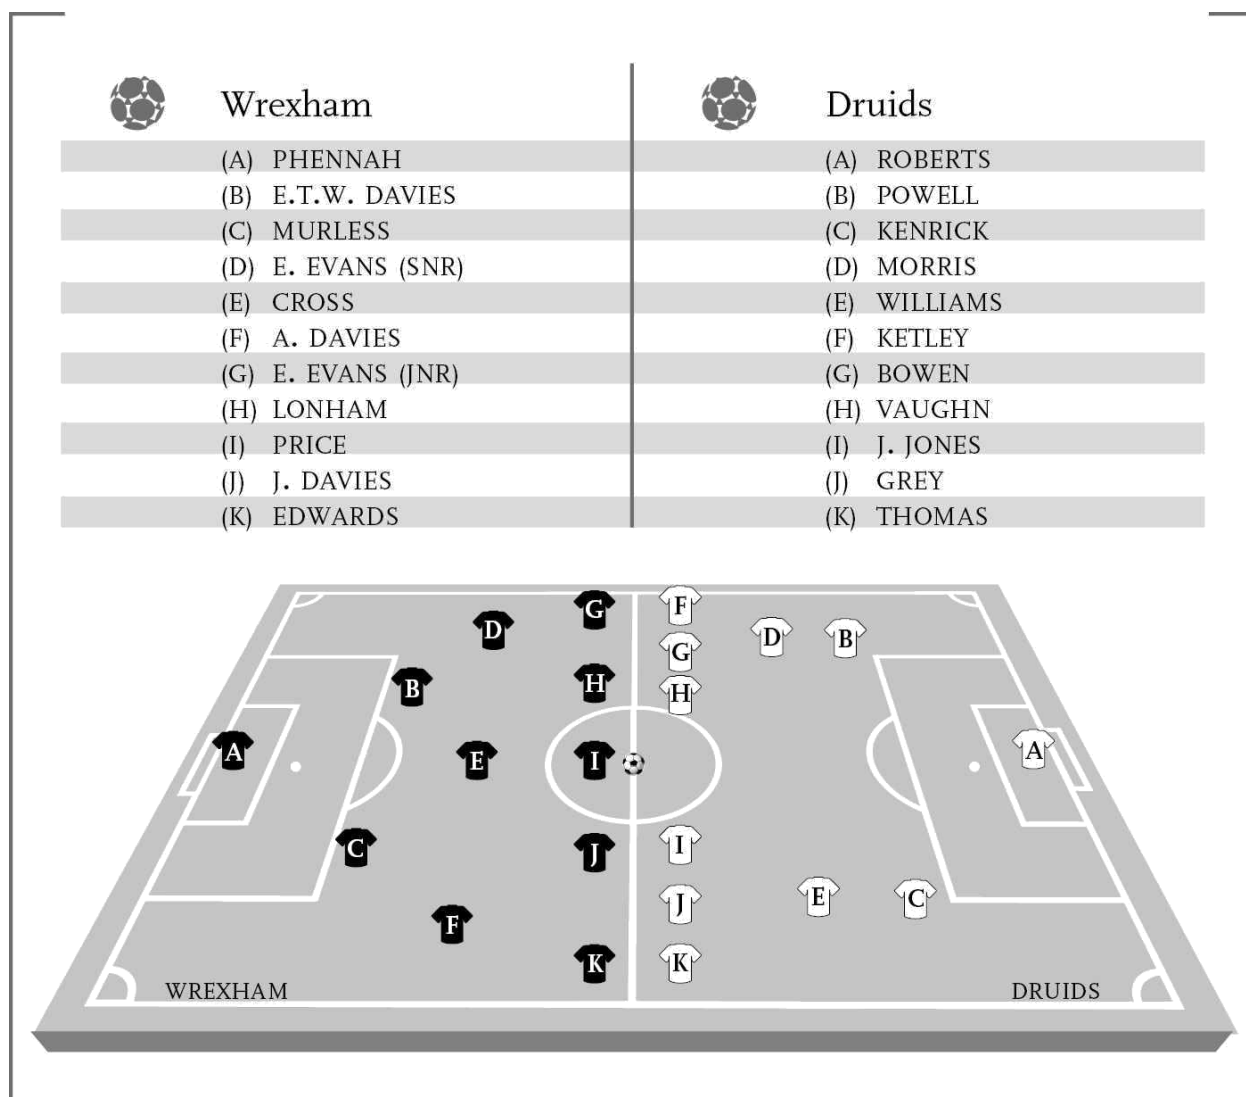 Wrexham
(A) PHENNAH
(B) E.T.W. DAVIES
(C) MURLESS
(D) E. EVANS (SNR)
(E) CROSS
(F) A. DAVIES
(G) E. EVANS (JNR)
(H) LONHAM
(I) PRICE
(J) J. DAVIES
(K) EDWARDS
Druids
(A) ROBERTS
(B) POWELL
(C) KENRICK
(D) MORRIS
(E) WILLIAMS
(F) KETLEY
(G) BOWEN
(H) VAUGHN
(I) J. JONES
(J) GREY
(K) THOMAS
G
F
D
D
B
G
B
H
H
A
E
I
A
C
J
I
F
J
E
C
K
K
WREXHAM
DRUIDS